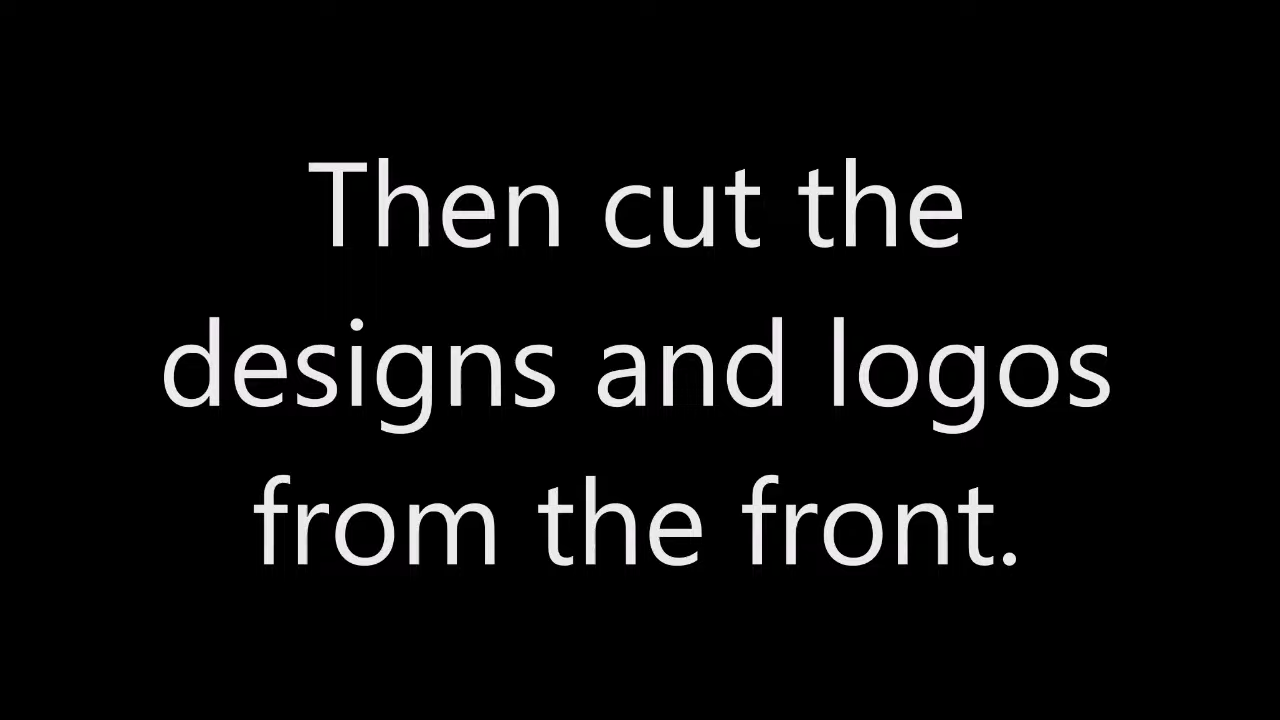 Then cut the
designs and logos
from the front.